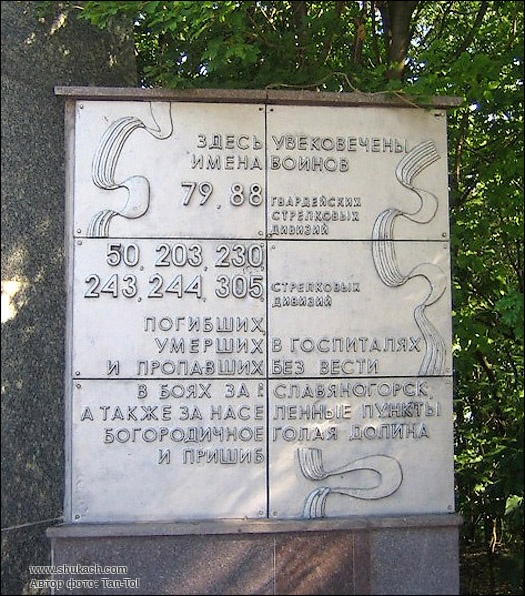 ЗДЕСЬ УВЕКОВЕЧЕНЫ
ИМЕНА ВОИНОВ
79, 88 ГВАРДЕЙСКИХ
СТРЕЛКОВЫХ
ДИВИЗИЙ
50, 203, 230,
243, 244, 305 СТРЕЛКОВЫХ
ДИВИЗИЙ
ПОГИБШИХ
УМЕРШИХ В ГОСПИТАЛЯХ
И ПРОПАВШИХ БЕЗ ВЕСТИ
В БОЯХ ЗА Г. СЛАВЯНОГОРСК,
А ТАКЖЕ ЗА НАСЕЛЕННЫЕ ПУНКТЫ
БОГОРОДИЧНОЕ ГОЛАЯ ДОЛИНА
И ПРИШИБ
www.shukach.com
Автор фото: Tan-Tol